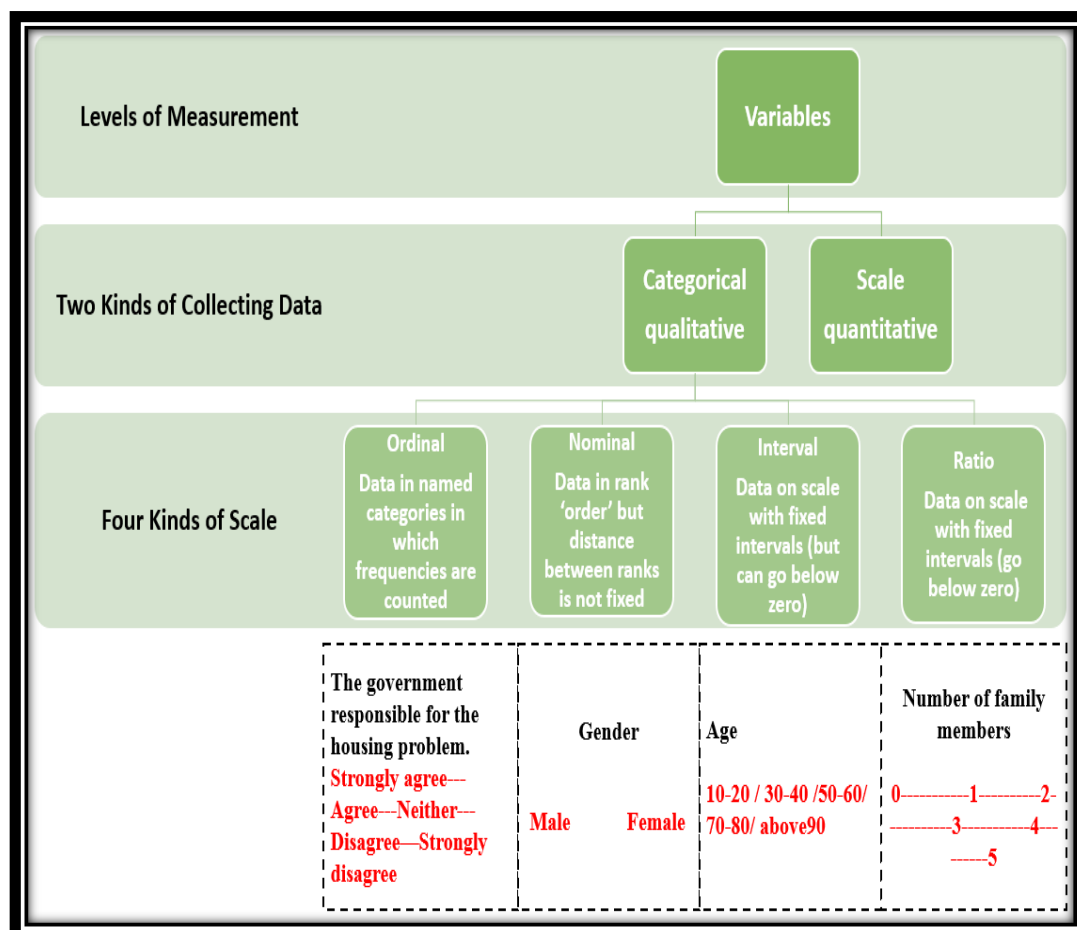 Levels of Measurement
Variables
Two Kinds of Collecting Data
Categorical
qualitative
Scale
quantitative
Four Kinds of Scale
Ordinal
Data in named
categories in
which
frequencies are
counted
Nominal
Data in rank
‘order’ but
distance
between ranks
is not fixed
Interval
Data on scale
with fixed
intervals (but
can go below
zero)
Ratio
Data on scale
with fixed
intervals (go
below zero)
The government
responsible for the
housing problem.
Strongly agree---
Agree---Neither---
Disagree—Strongly
disagree
Gender
Male Female
Age
10-20 / 30-40 /50-60/
70-80/ above90
Number of family
members
0-----------1----------2-
----------3-----------4---
------5